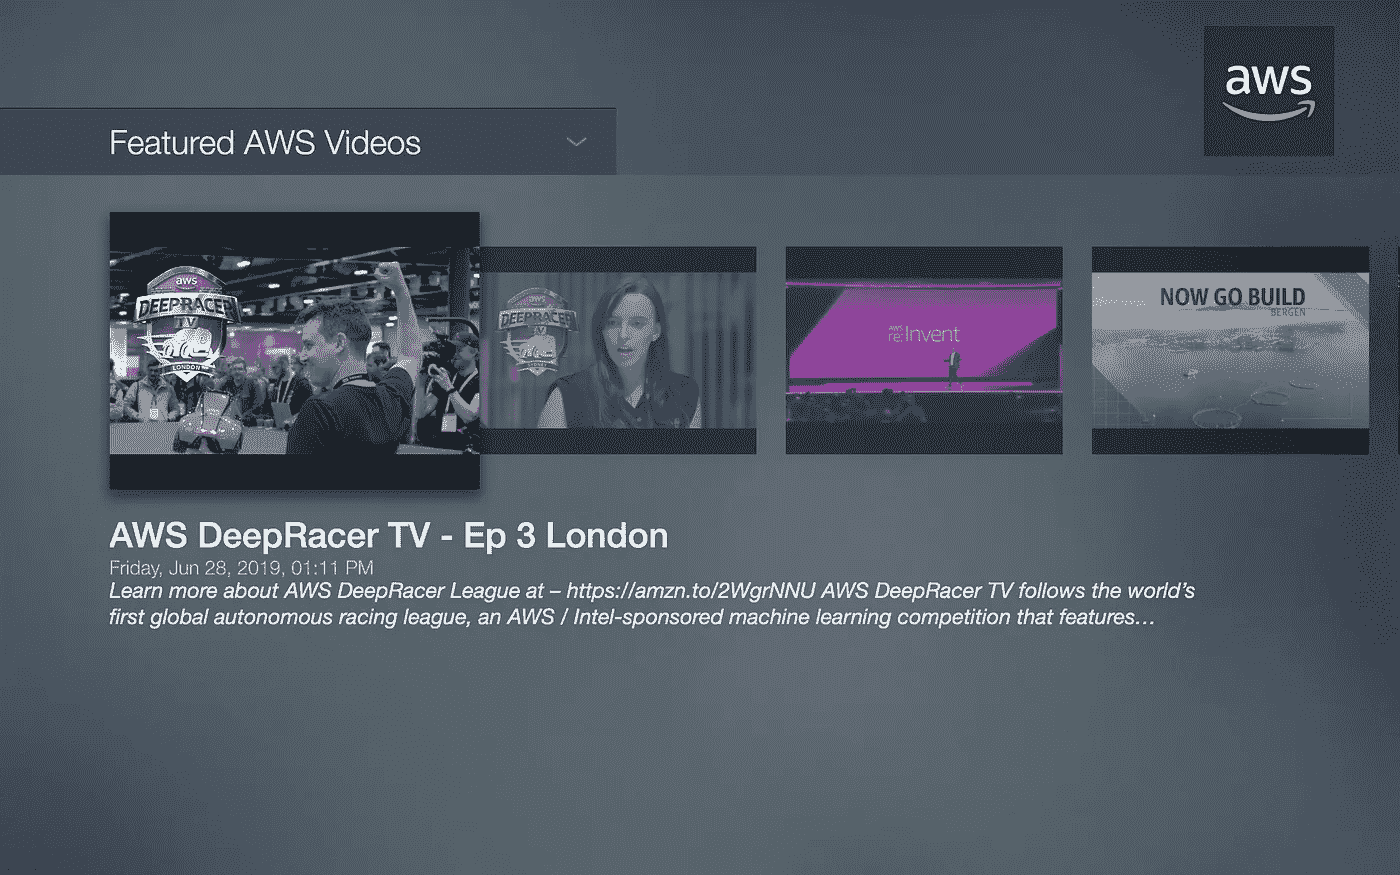 aws
Featured AWS Videos
aws
DEEPRACER
TV
LONDON
aws
DEEPRACER
TV
SYDNEY
AWS
re:Invent
NOW GO BUILD
BERGEN
AWS DeepRacer TV - Ep 3 London
Friday, Jun 28, 2019, 01:11 PM
Learn more about AWS DeepRacer League at – https://amzn.to/2WgrNNU AWS DeepRacer TV follows the world’s
first global autonomous racing league, an AWS / Intel-sponsored machine learning competition that features…